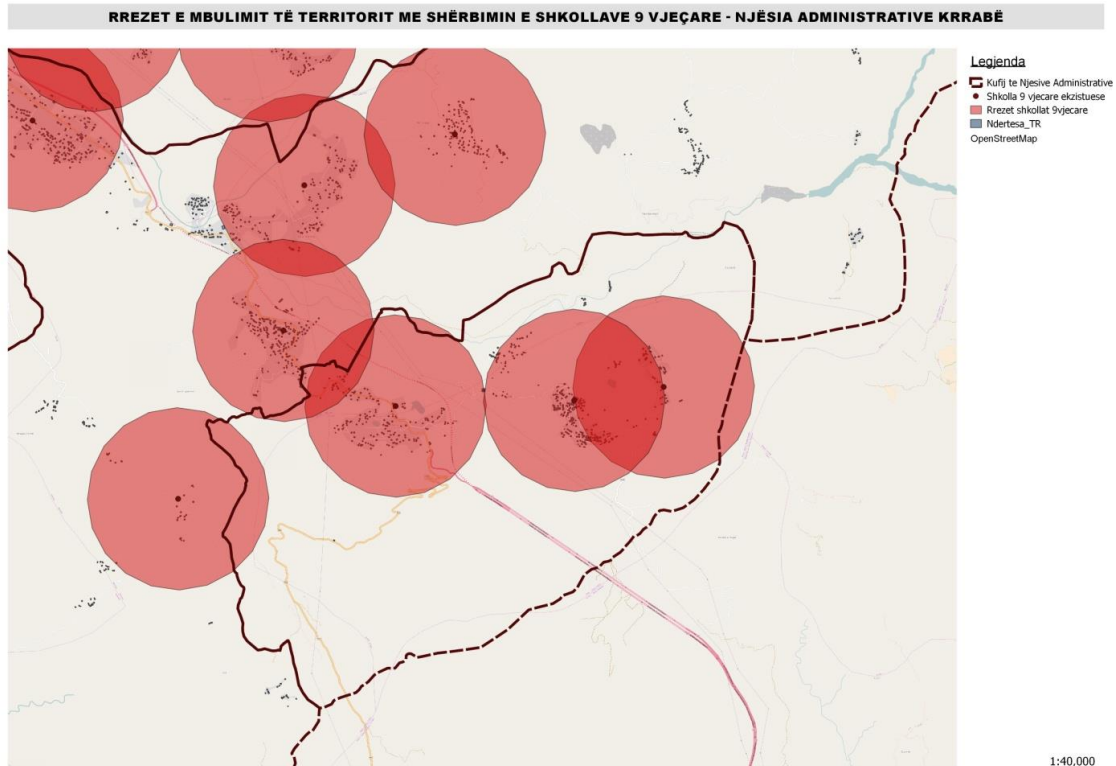 RREZET E MBULIMIT TË TERRITORIT ME SHËRBIMIN E SHKOLLAVE 9 VJEÇARE - NJËSIA ADMINISTRATIVE KRRABË
Legjenda
Kufij te Njesive Administrative
Shkolla 9 vjecare ekzistuese
Rrezet shkollat 9vjecare
Ndertesa_TR
OpenStreetMap
1:40,000